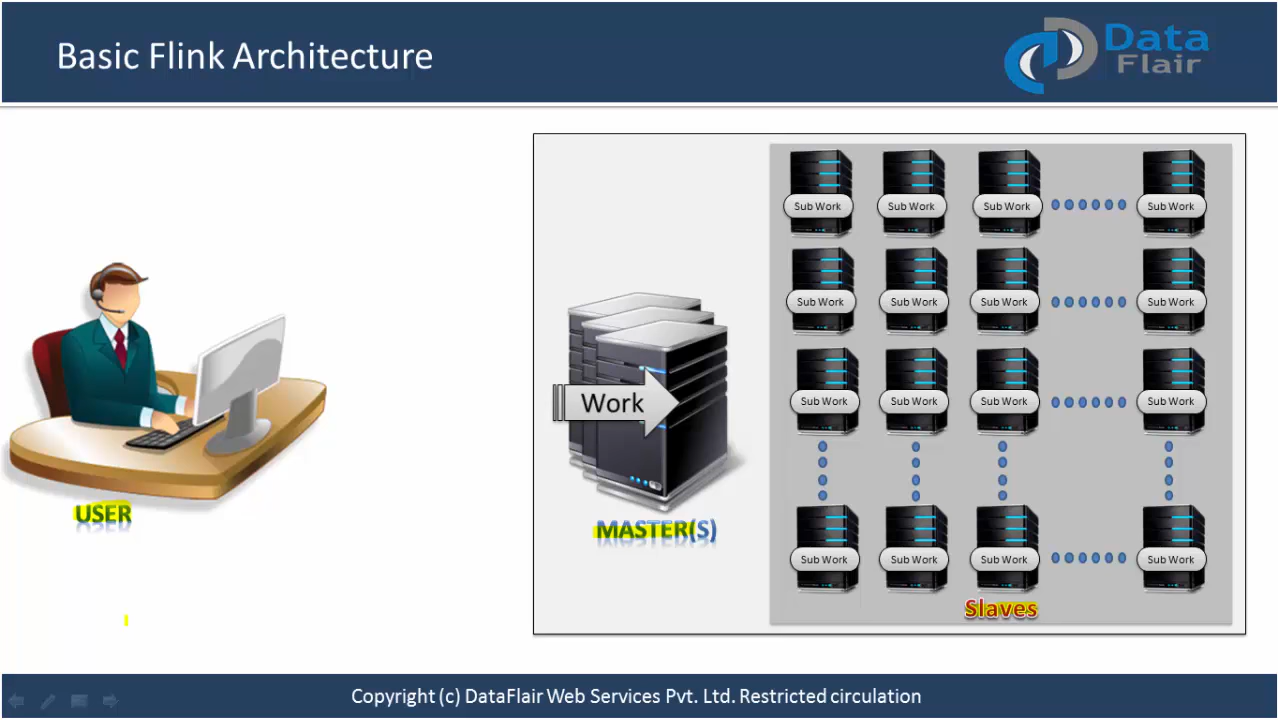 Basic Flink Architecture
Data
Flair
Sub Work Sub Work Sub Work Sub Work
Sub Work Sub Work Sub Work Sub Work
Sub Work Sub Work Sub Work Sub Work
Work
USER
MASTER(S)
Sub Work Sub Work Sub Work Sub Work
Slaves
Copyright (c) DataFlair Web Services Pvt. Ltd. Restricted circulation